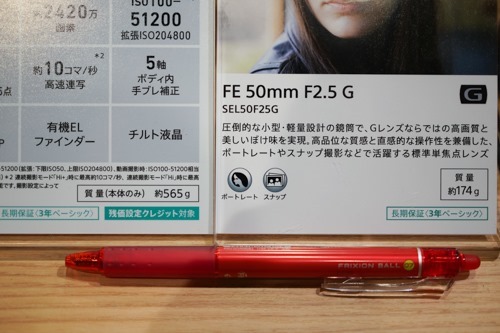 約2420万
画素
ISO100-
51200
拡張ISO204800
*2
約10コマ/秒
高速連写
5軸
ボディ内
手ブレ補正
有機EL
ファインダー
チルト液晶
質量(本体のみ) 約565g
長期保証〈3年ベーシック〉
残価設定クレジット対象
FE 50mm F2.5 G
SEL50F25G
G
圧倒的な小型・軽量設計の鏡筒で、Gレンズならではの高画質と
美しいぼけ味を実現。高品位な質感と直感的な操作性を兼備した、
ポートレートやスナップ撮影などで活躍する標準単焦点レンズ
ポートレート スナップ
質量
約174g
長期保証〈3年ベーシック〉
FRIXION BALL